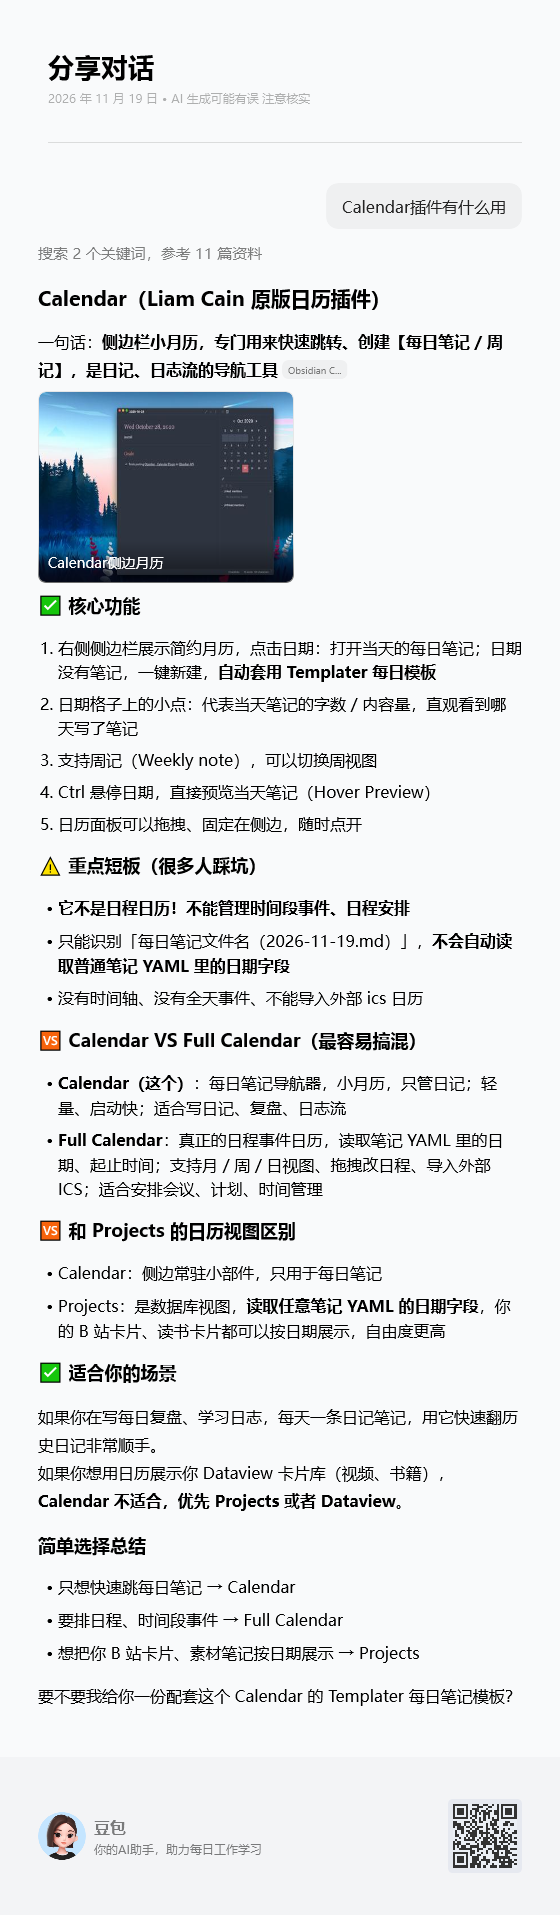 分享对话
2026 年 11 月 19 日 • AI 生成可能有误 注意核实
Calendar插件有什么用
搜索 2 个关键词，参考 11 篇资料
Calendar（Liam Cain 原版日历插件）
一句话：侧边栏小月历，专门用来快速跳转、创建【每日笔记 / 周
记】，是日记、日志流的导航工具 Obsidian C...
Wed October 28, 2020
Oct 2020
Calendar侧边月历
✅ 核心功能
1. 右侧侧边栏展示简约月历，点击日期：打开当天的每日笔记；日期
没有笔记，一键新建，自动套用 Templater 每日模板
2. 日期格子上的小点：代表当天笔记的字数 / 内容量，直观看到哪
天写了笔记
3. 支持周记（Weekly note），可以切换周视图
4. Ctrl 悬停日期，直接预览当天笔记（Hover Preview）
5. 日历面板可以拖拽、固定在侧边，随时点开
⚠️ 重点短板（很多人踩坑）
• 它不是日程日历！不能管理时间段事件、日程安排
• 只能识别「每日笔记文件名（2026-11-19.md）」，不会自动读
取普通笔记 YAML 里的日期字段
• 没有时间轴、没有全天事件、不能导入外部 ics 日历
🆚 Calendar VS Full Calendar（最容易搞混）
• Calendar（这个）：每日笔记导航器，小月历，只管日记；轻
量、启动快；适合写日记、复盘、日志流
• Full Calendar：真正的日程事件日历，读取笔记 YAML 里的日
期、起止时间；支持月 / 周 / 日视图、拖拽改日程、导入外部
ICS；适合安排会议、计划、时间管理
🆚 和 Projects 的日历视图区别
• Calendar：侧边常驻小部件，只用于每日笔记
• Projects：是数据库视图，读取任意笔记 YAML 的日期字段，你
的 B 站卡片、读书卡片都可以按日期展示，自由度更高
✅ 适合你的场景
如果你在写每日复盘、学习日志，每天一条日记笔记，用它快速翻历
史日记非常顺手。
如果你想用日历展示你 Dataview 卡片库（视频、书籍），
Calendar 不适合，优先 Projects 或者 Dataview。
简单选择总结
• 只想快速跳每日笔记 → Calendar
• 要排日程、时间段事件 → Full Calendar
• 想把你 B 站卡片、素材笔记按日期展示 → Projects
要不要我给你一份配套这个 Calendar 的 Templater 每日笔记模板？
豆包
你的AI助手，助力每日工作学习